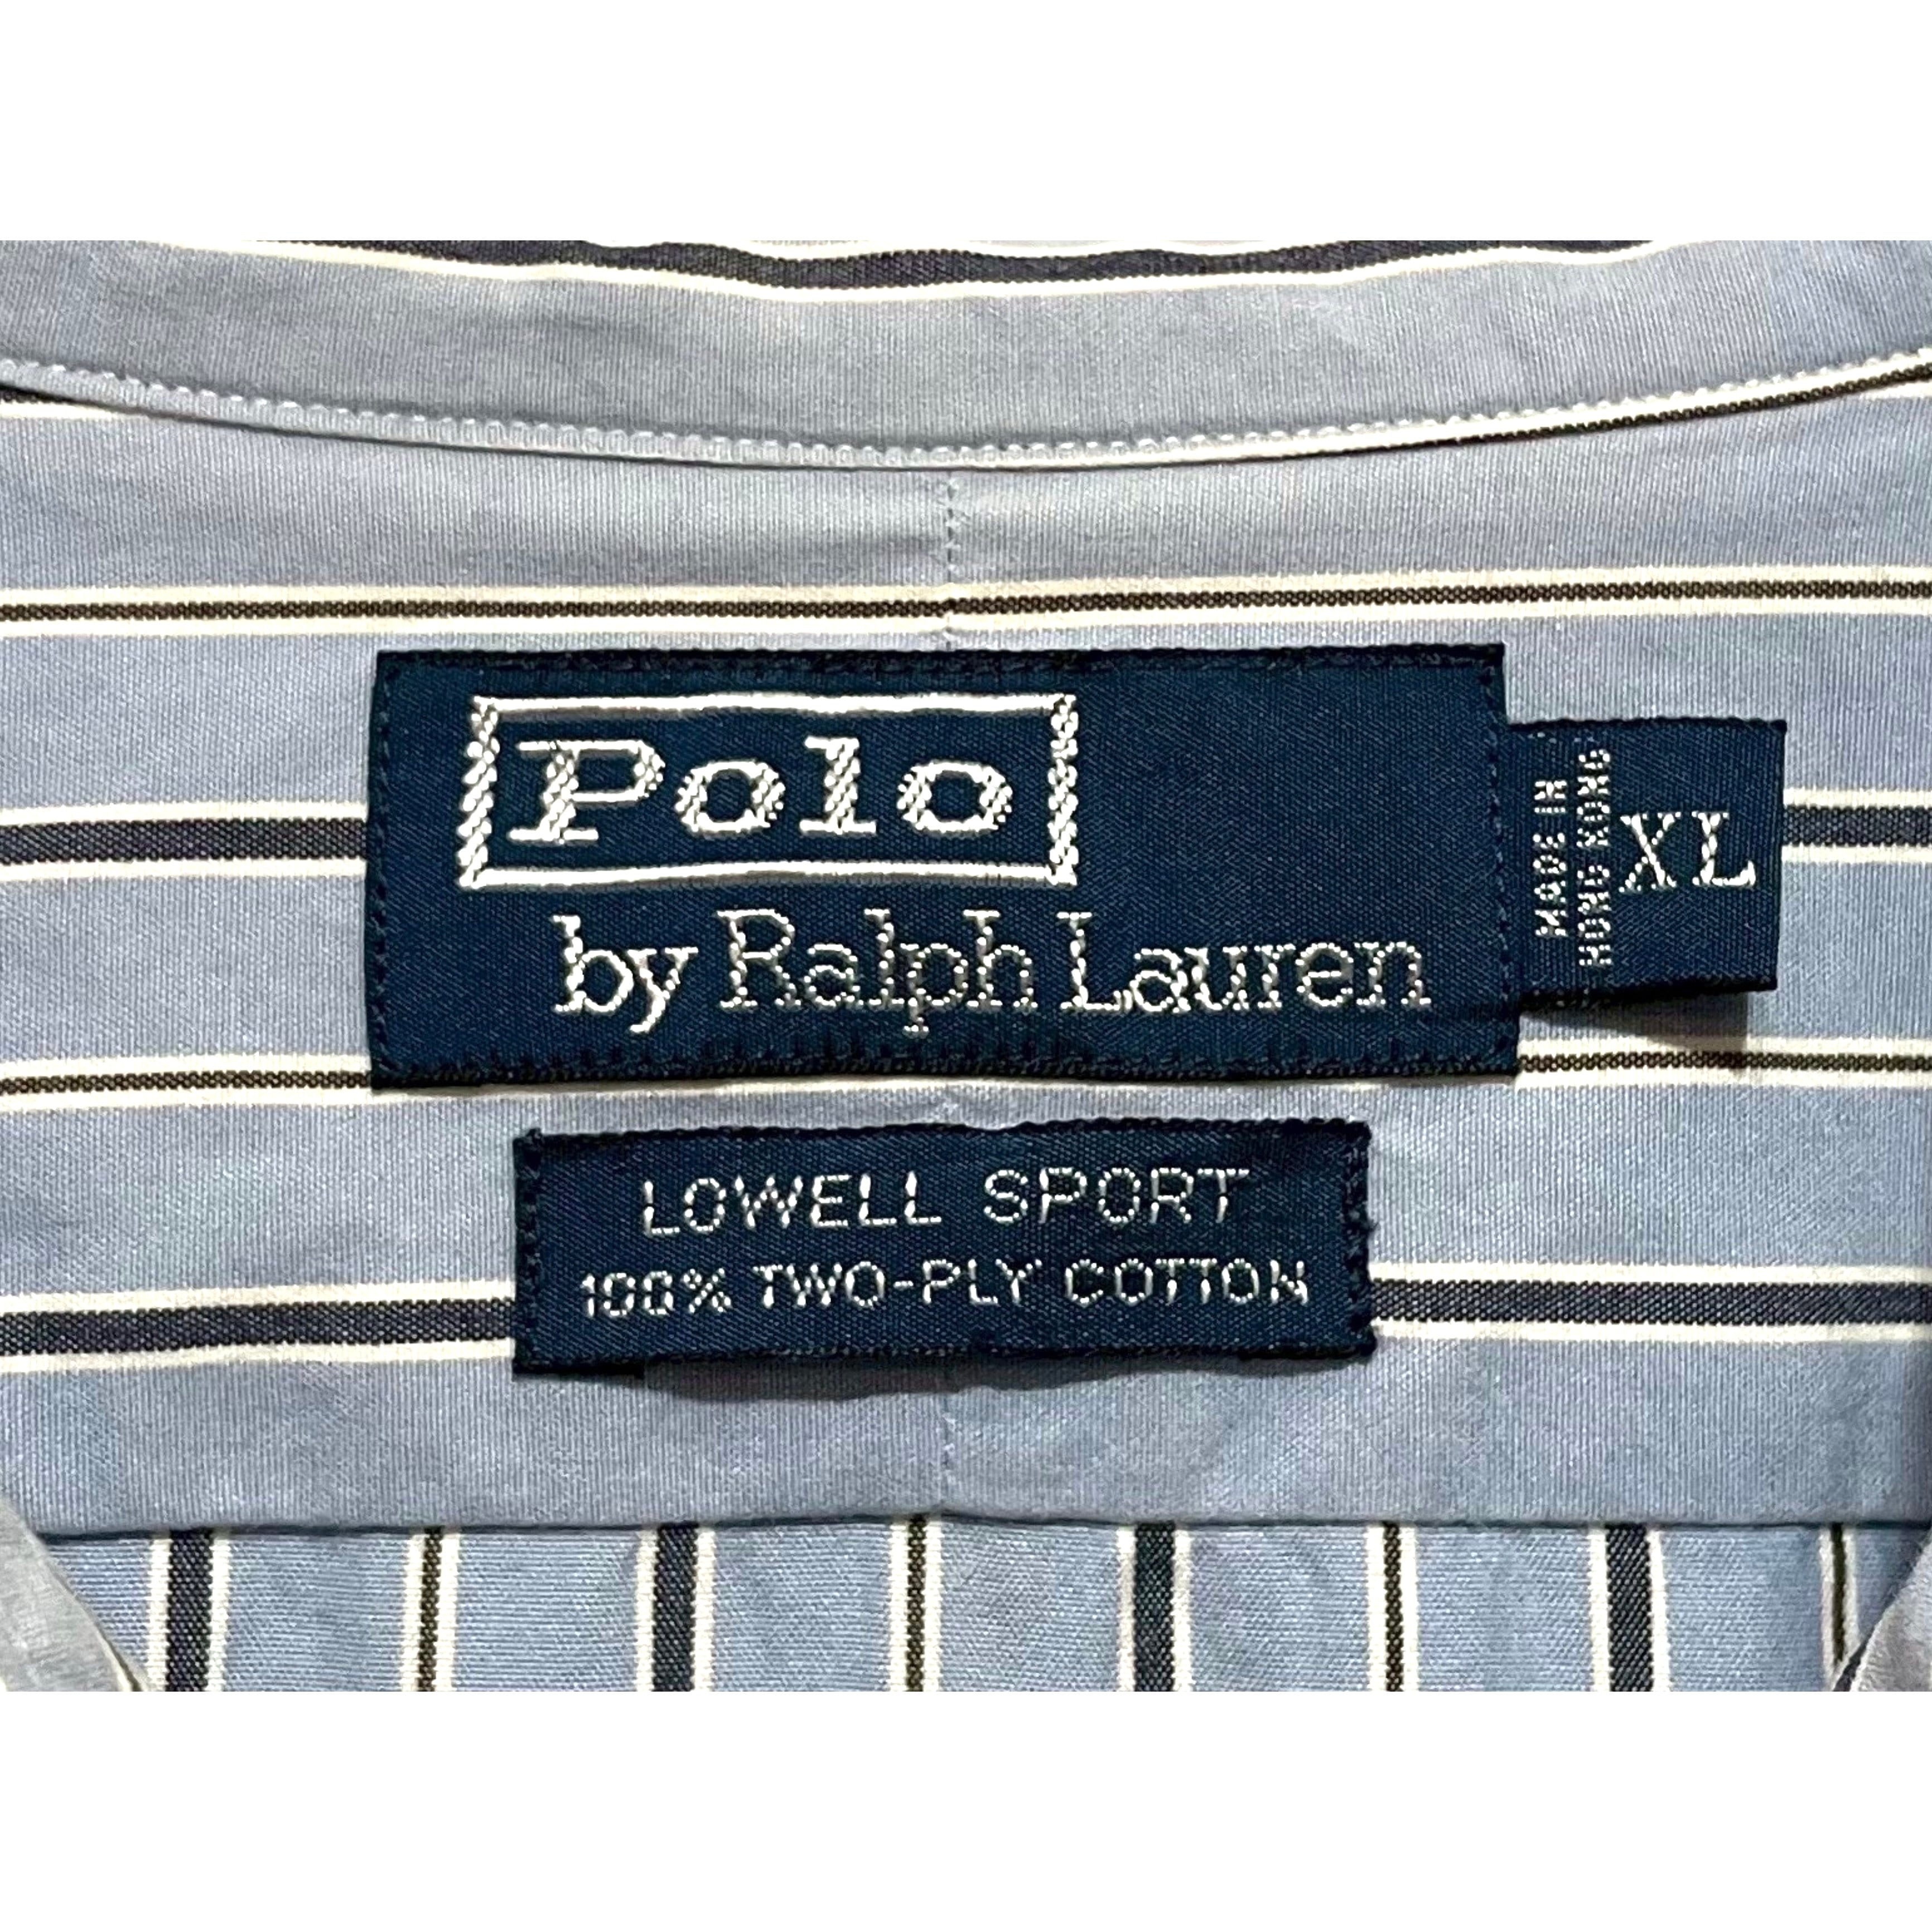 Polo
by Ralph Lauren
MADE IN
HONG KONG
XL
LOWELL SPORT
100% TWO-PLY COTTON